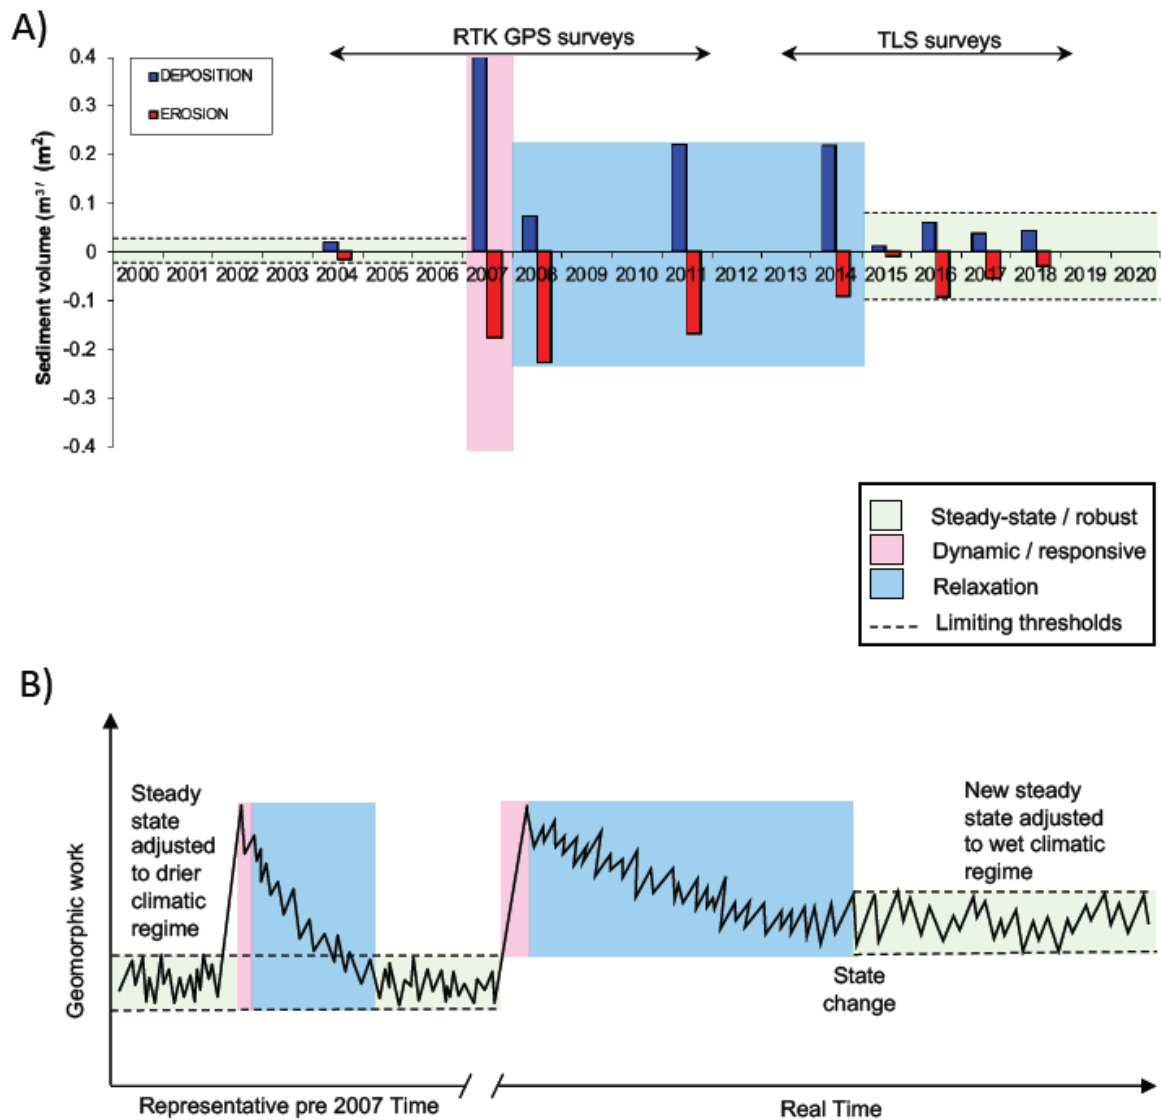 A)
RTK GPS surveys
TLS surveys
DEPOSITION
EROSION
Sediment volume (m³/ (m²)
0.4
0.3
0.2
0.1
0
-0.1
-0.2
-0.3
-0.4
2000 2001 2002 2003 2004 2005 2006 2007 2008 2009 2010 2011 2012 2013 2014 2015 2016 2017 2018 2019 2020
Steady-state / robust
Dynamic / responsive
Relaxation
Limiting thresholds
B)
Geomorphic work
Steady
state
adjusted
to drier
climatic
regime
New steady
state adjusted
to wet climatic
regime
State
change
Representative pre 2007 Time
Real Time